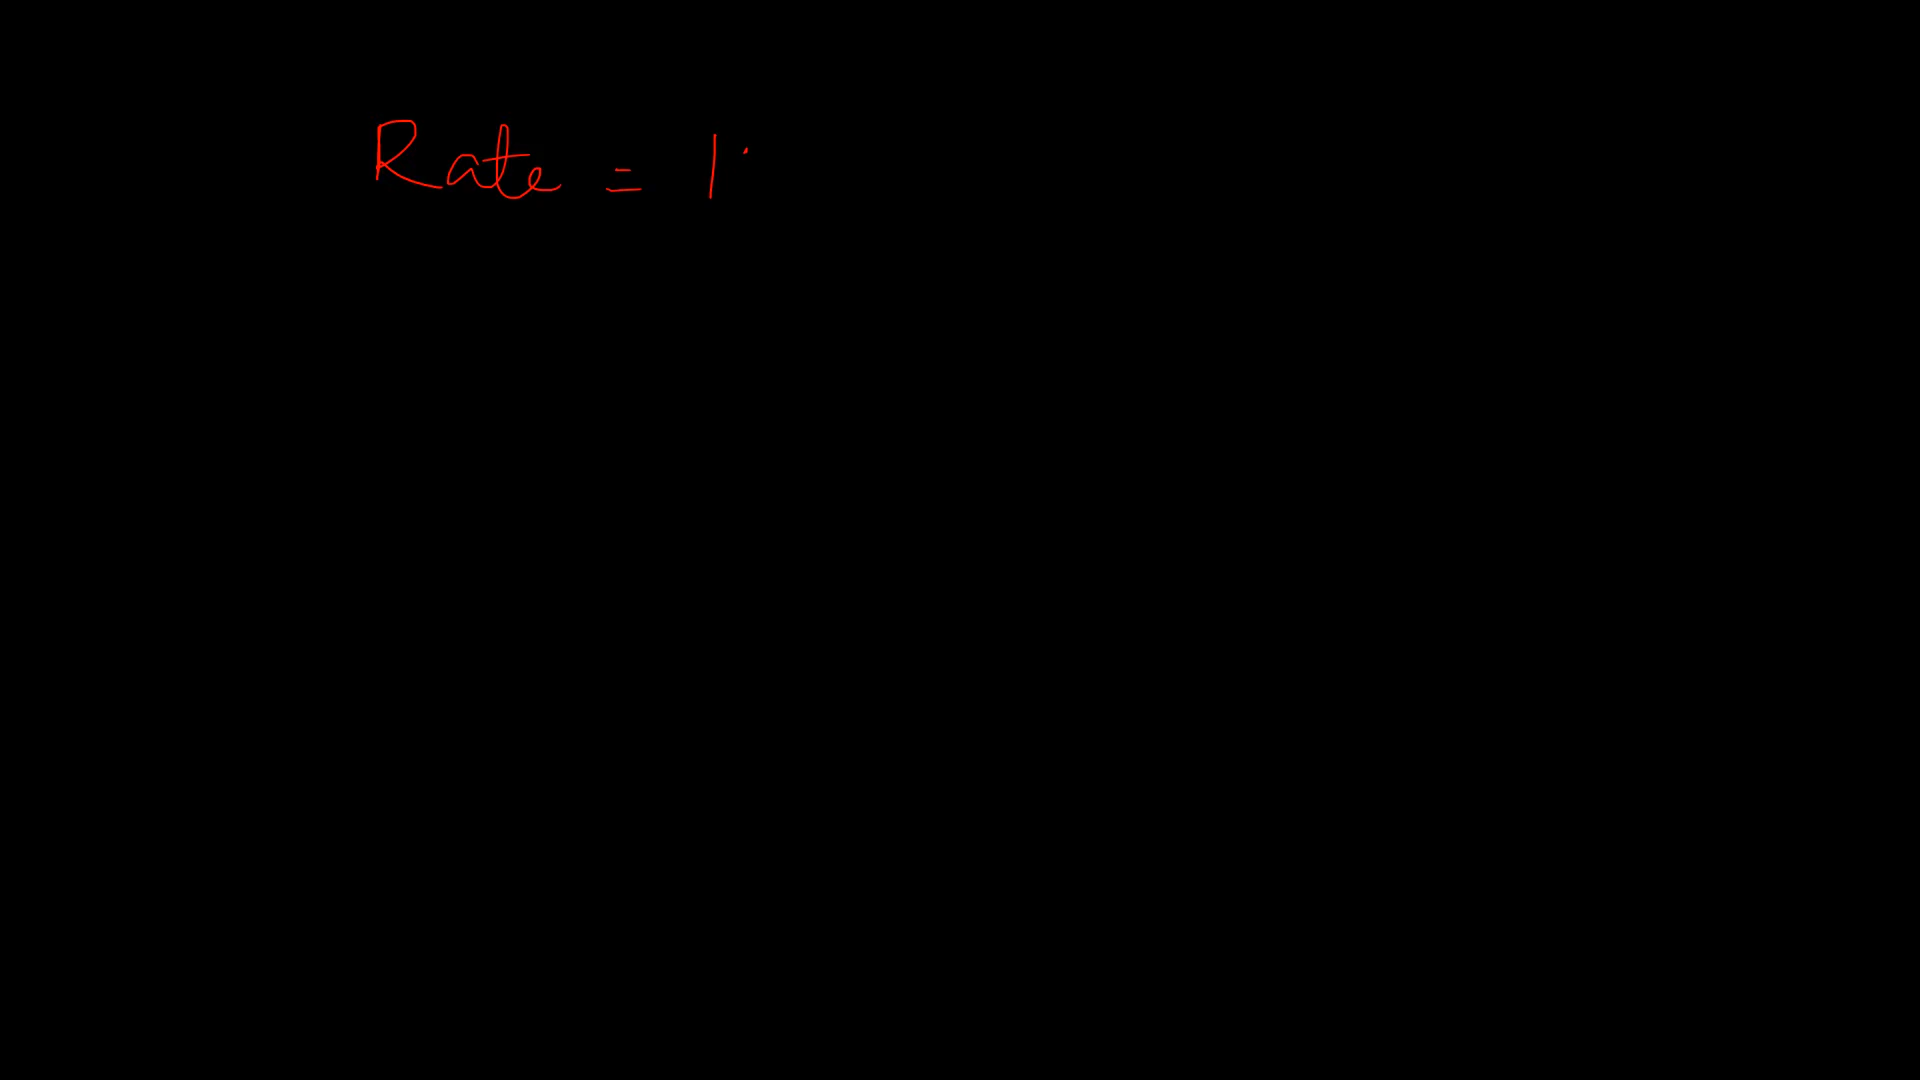 Rate = 1